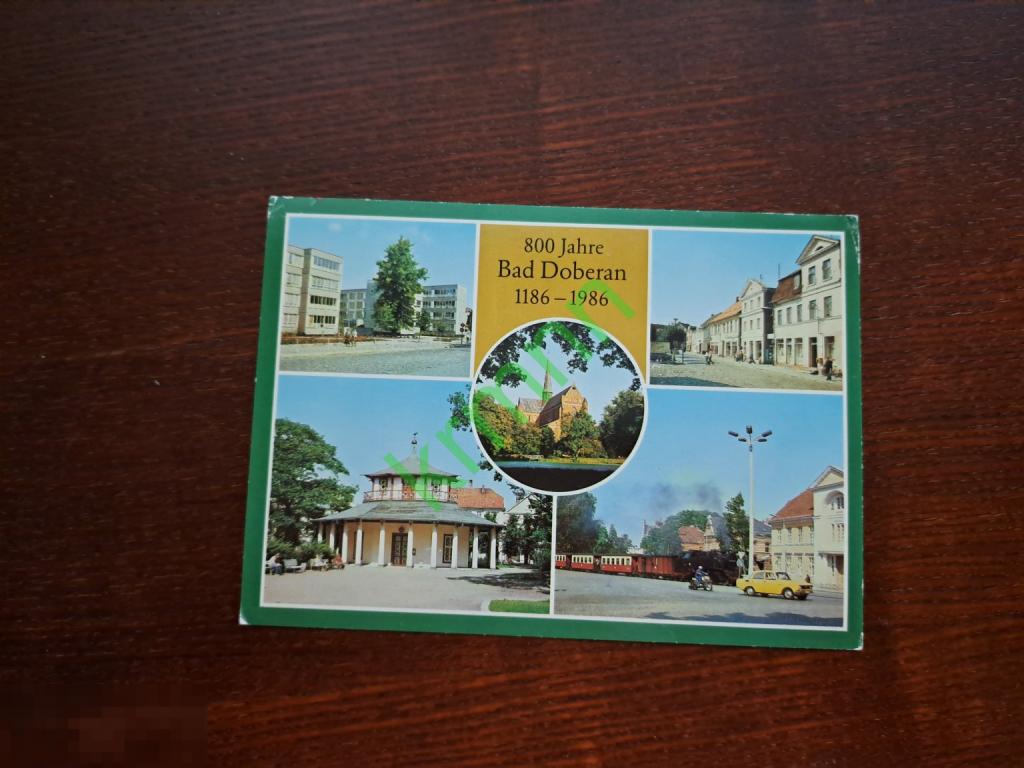 800 Jahre
Bad Doberan
1186 – 1986